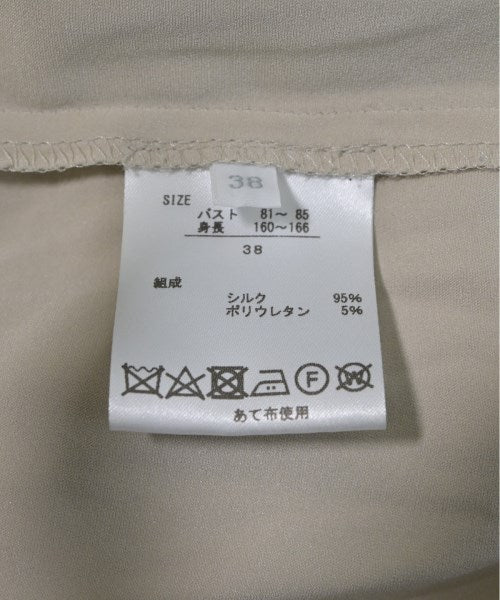 38
SIZE
バスト 81～ 85
身長 160～166
38
組成
シルク 95%
ポリウレタン 5%
F W
あて布使用